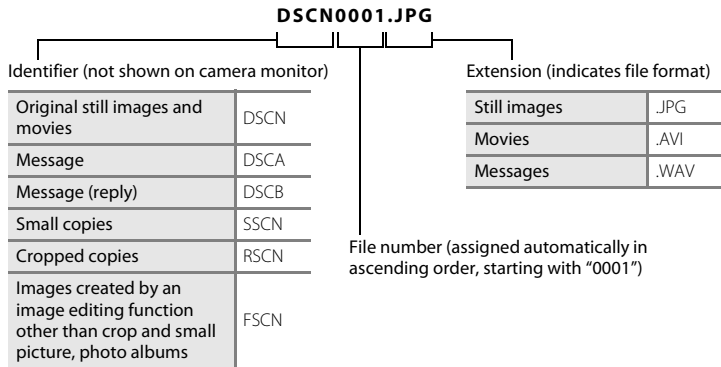 DSCN0001.JPG
Identifier (not shown on camera monitor)
Original still images and
movies
DSCN
Message
DSCA
Message (reply)
DSCB
Small copies
SSCN
Cropped copies
RSCN
Images created by an
image editing function
other than crop and small
picture, photo albums
FSCN
Extension (indicates file format)
Still images
.JPG
Movies
.AVI
Messages
.WAV
File number (assigned automatically in
ascending order, starting with “0001”)